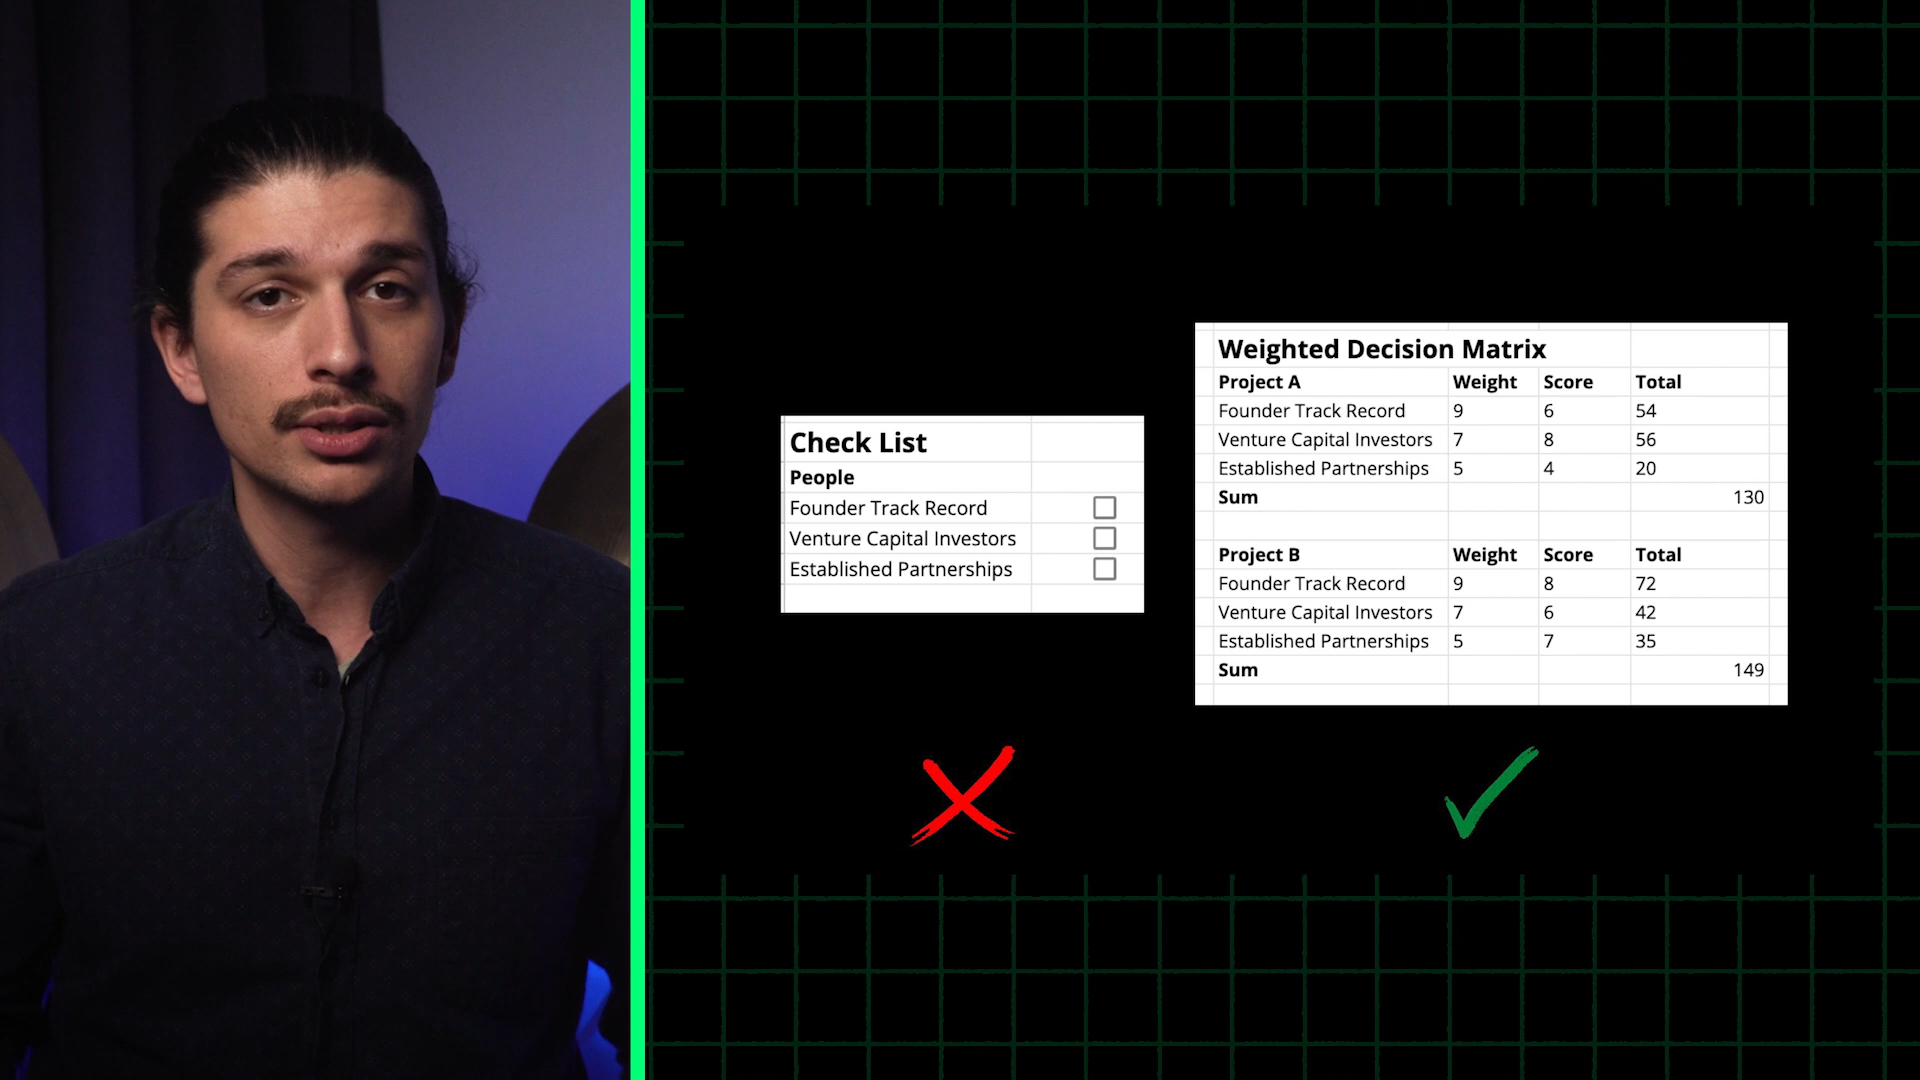 Check List
People
Founder Track Record
Venture Capital Investors
Established Partnerships
Weighted Decision Matrix
Project A Weight Score Total
Founder Track Record 9 6 54
Venture Capital Investors 7 8 56
Established Partnerships 5 4 20
Sum 130
Project B Weight Score Total
Founder Track Record 9 8 72
Venture Capital Investors 7 6 42
Established Partnerships 5 7 35
Sum 149